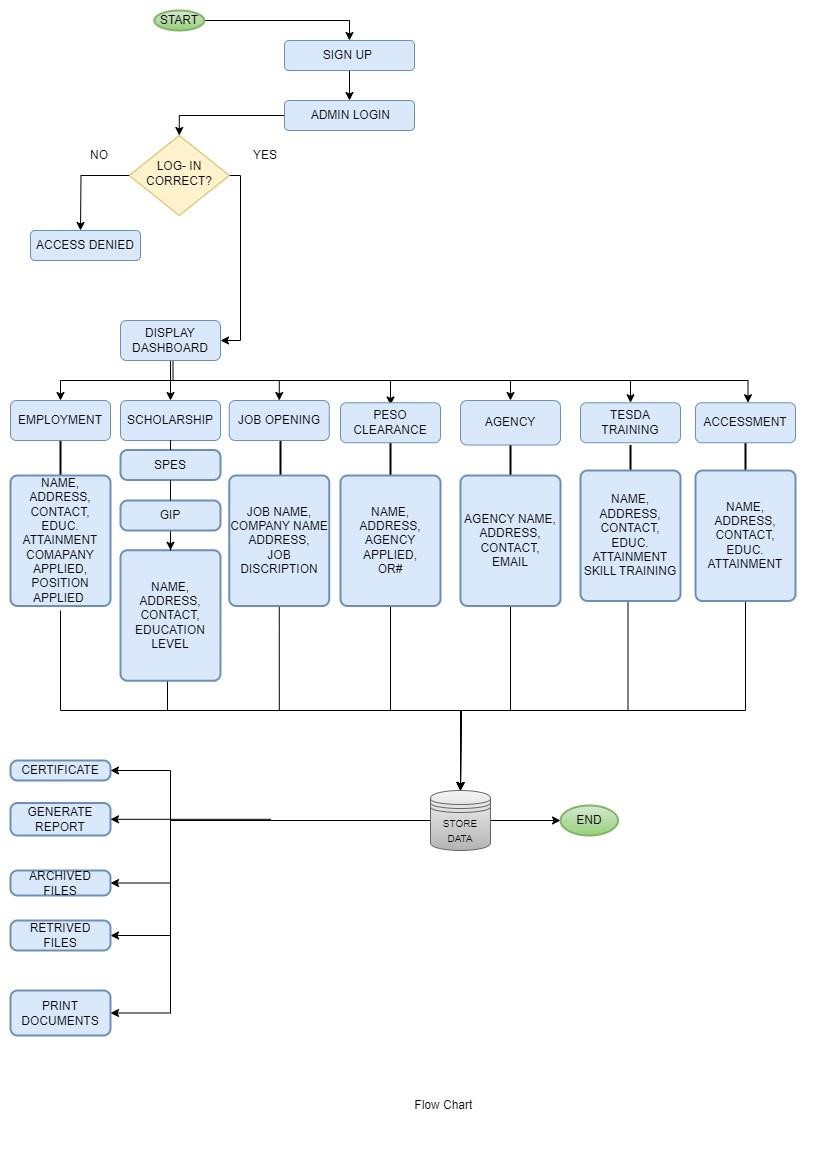 START
SIGN UP
ADMIN LOGIN
LOG- IN
CORRECT?
NO
YES
ACCESS DENIED
DISPLAY
DASHBOARD
EMPLOYMENT
SCHOLARSHIP
JOB OPENING
PESO
CLEARANCE
AGENCY
TESDA
TRAINING
ACCESSMENT
SPES
GIP
NAME,
ADDRESS,
CONTACT,
EDUC.
ATTAINMENT
COMAPANY
APPLIED,
POSITION
APPLIED
NAME,
ADDRESS,
CONTACT,
EDUCATION
LEVEL
JOB NAME,
COMPANY NAME
ADDRESS,
JOB
DISCRIPTION
NAME,
ADDRESS,
AGENCY
APPLIED,
OR#
AGENCY NAME,
ADDRESS,
CONTACT,
EMAIL
NAME,
ADDRESS,
CONTACT,
EDUC.
ATTAINMENT
SKILL TRAINING
NAME,
ADDRESS,
CONTACT,
EDUC.
ATTAINMENT
CERTIFICATE
GENERATE
REPORT
ARCHIVED
FILES
RETRIVED
FILES
PRINT
DOCUMENTS
STORE
DATA
END
Flow Chart